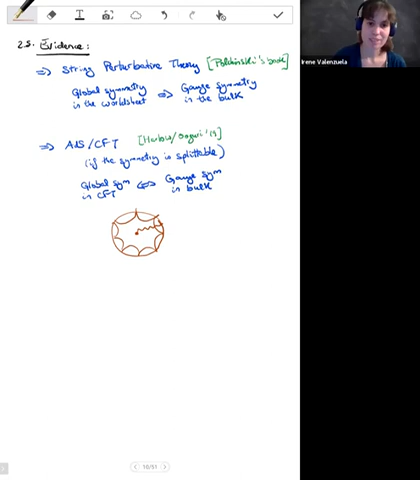 2.5. Evidence:
⇒ String Perturbative Theory [Polchinski's book]
Global symmetry ⇒ Gauge symmetry
in the worldsheet in the bulk
⇒ AdS/CFT [Harlow/Ooguri '18]
(if the symmetry is splittable)
Global sym ⇔ Gauge sym
in CFT in bulk
Irene Valenzuela
10/51